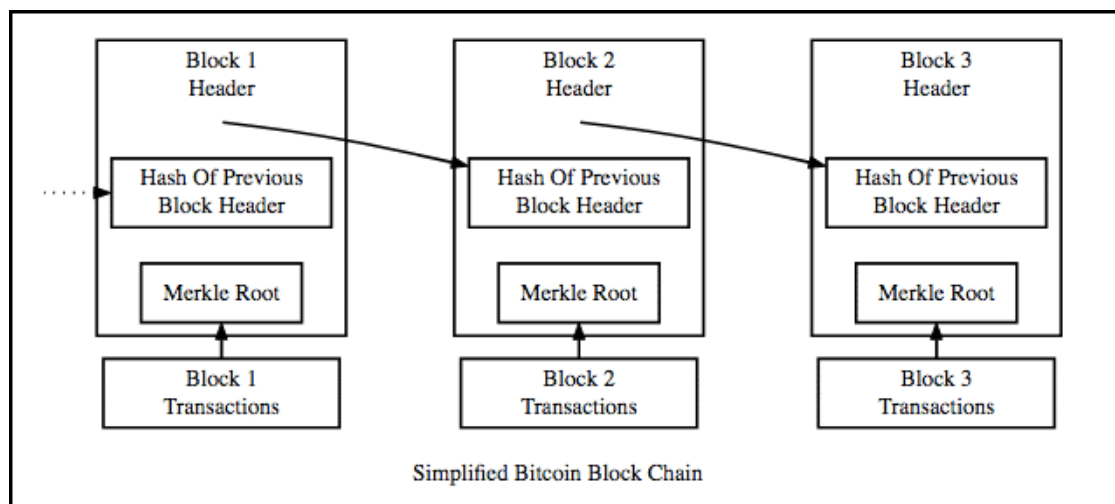 Block 1
Header
Hash Of Previous
Block Header
Merkle Root
Block 1
Transactions
Block 2
Header
Hash Of Previous
Block Header
Merkle Root
Block 2
Transactions
Block 3
Header
Hash Of Previous
Block Header
Merkle Root
Block 3
Transactions
Simplified Bitcoin Block Chain